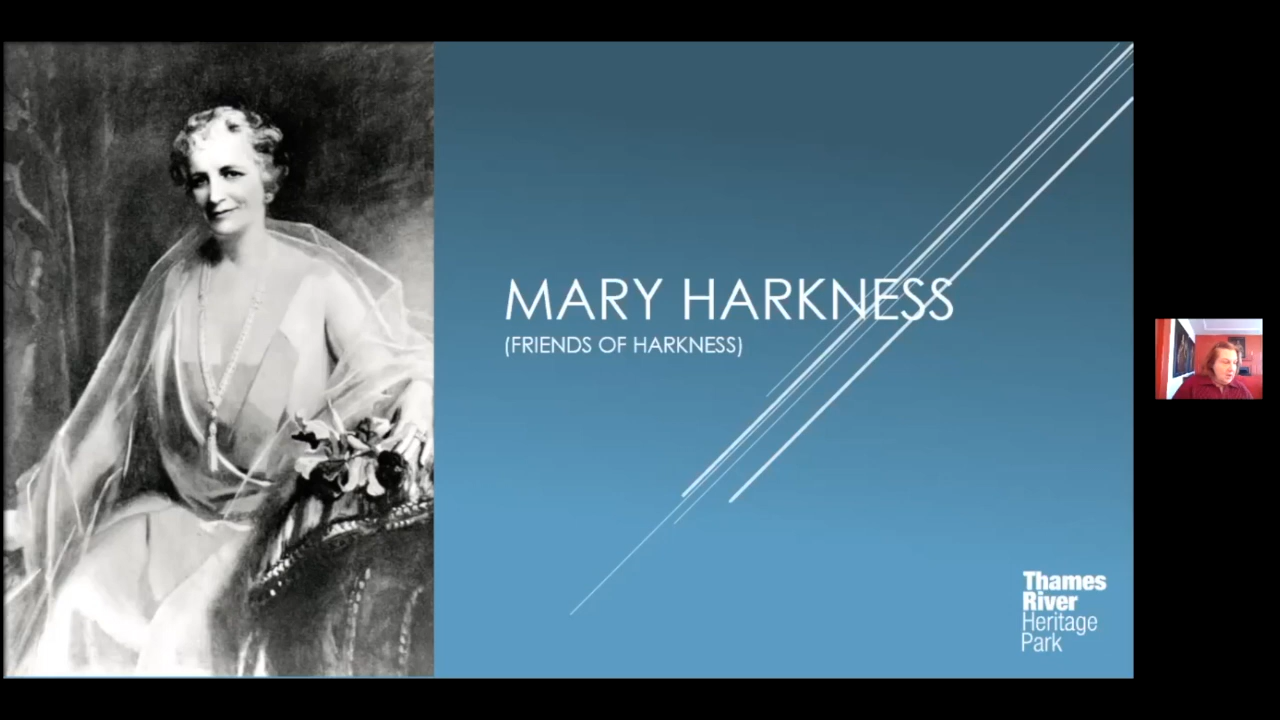 MARY HARKNESS
(FRIENDS OF HARKNESS)
Thames
River
Heritage
Park